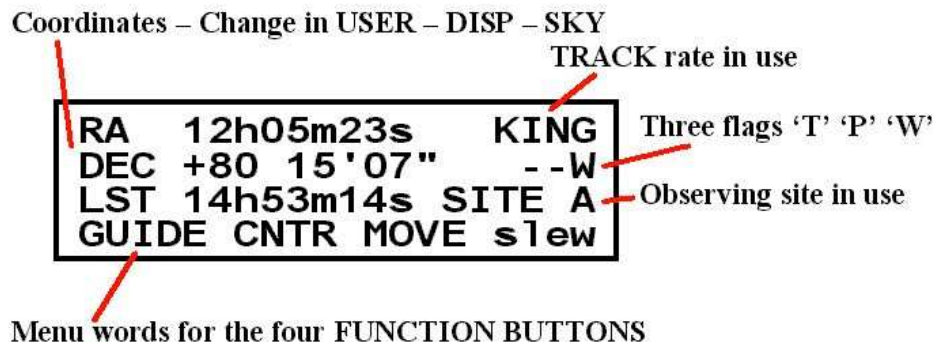 Coordinates – Change in USER – DISP – SKY
TRACK rate in use
RA 12h05m23s KING
DEC +80 15'07" --W
LST 14h53m14s SITE A
GUIDE CNTR MOVE slew
Three flags ‘T’ ‘P’ ‘W’
Observing site in use
Menu words for the four FUNCTION BUTTONS